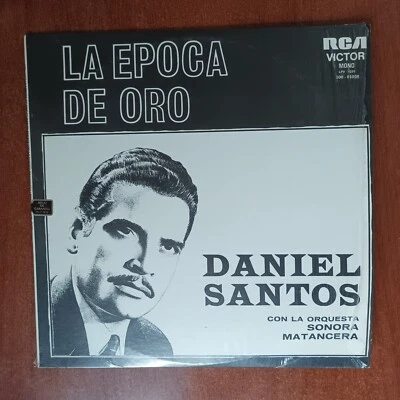 LA EPOCA
DE ORO
RCA
VICTOR
MONO
DANIEL
SANTOS
CON LA ORQUESTA
SONORA
MATANCERA